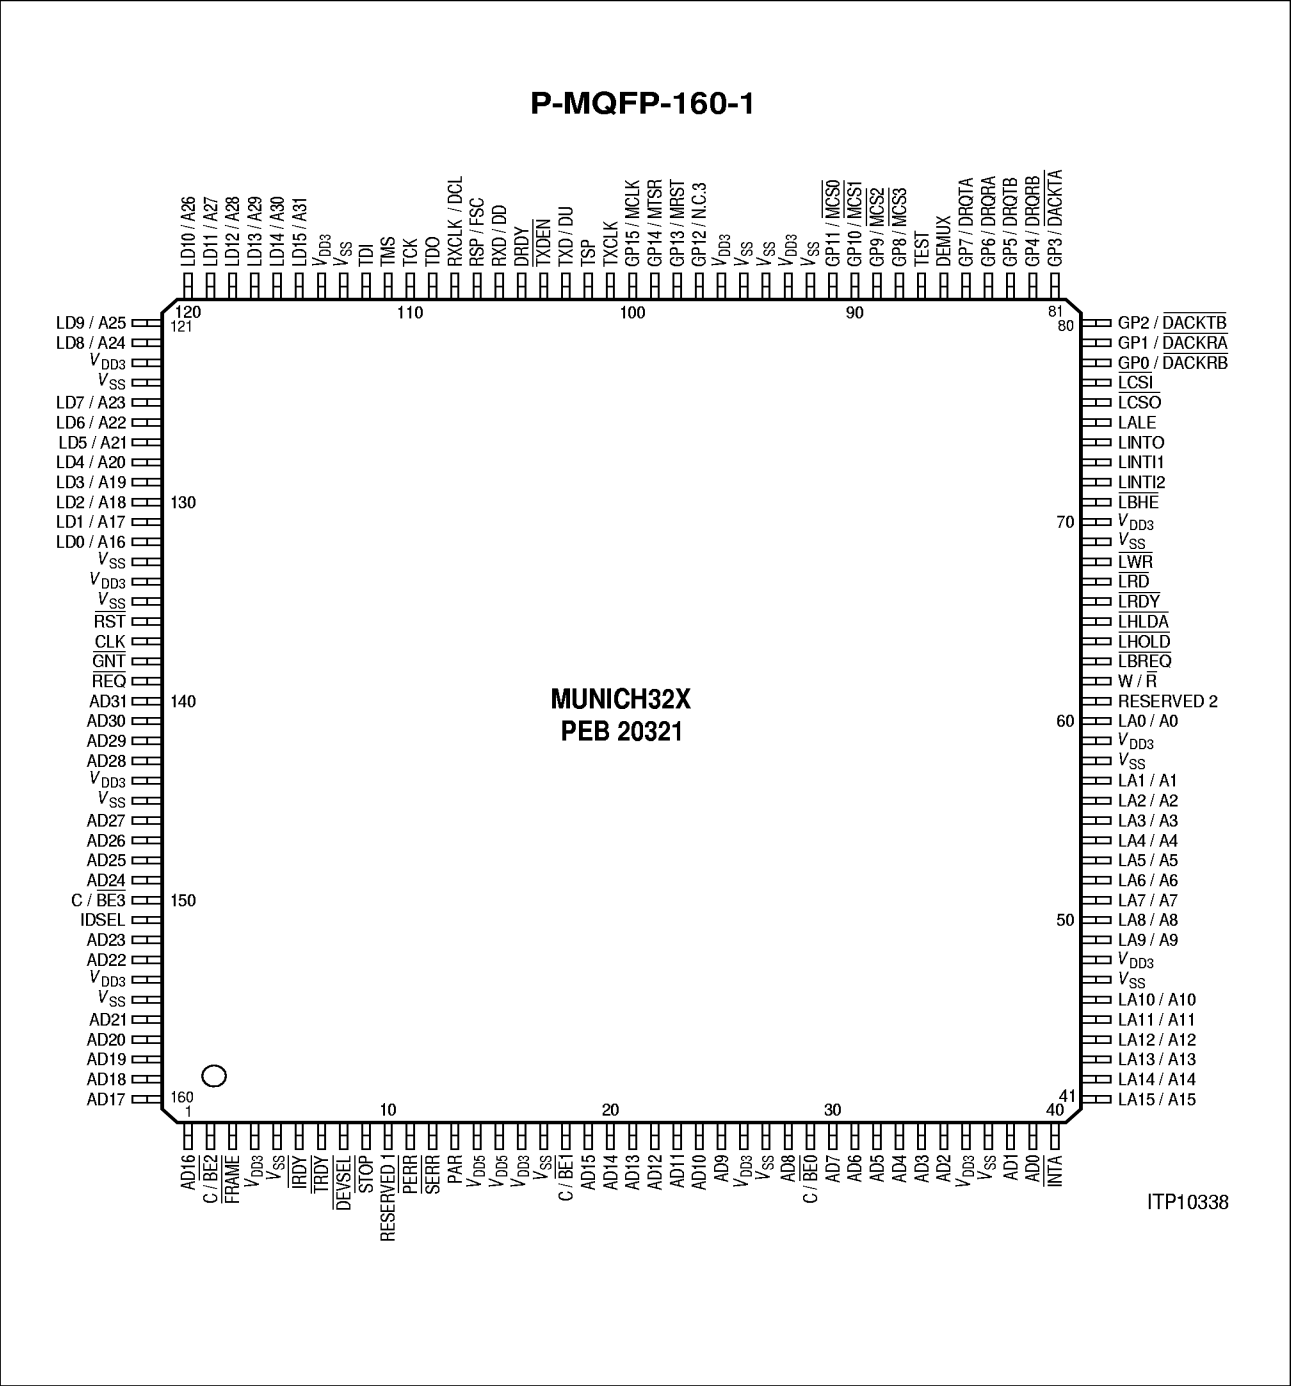 P-MQFP-160-1
LD10 / A26
LD11 / A27
LD12 / A28
LD13 / A29
LD14 / A30
LD15 / A31
VDD3
VSS
TDI
TMS
TCK
TDO
RXCLK / DCL
RSP / FSC
RXD / DD
DRDY
TXDEN
TXD / DU
TSP
TXCLK
GP15 / MCLK
GP14 / MTSR
GP13 / MRST
GP12 / N.C.3
VDD3
VSS
VSS
VDD3
VSS
GP11 / MCS0
GP10 / MCS1
GP9 / MCS2
GP8 / MCS3
TEST
DEMUX
GP7 / DRQTA
GP6 / DRQRA
GP5 / DRQTB
GP4 / DRQRB
GP3 / DACKTA
120
110
100
90
81
LD9 / A25
121
LD8 / A24
VDD3
VSS
LD7 / A23
LD6 / A22
LD5 / A21
LD4 / A20
LD3 / A19
LD2 / A18
130
LD1 / A17
LD0 / A16
VSS
VDD3
VSS
RST
CLK
GNT
REQ
AD31
140
AD30
AD29
AD28
VDD3
VSS
AD27
AD26
AD25
AD24
C / BE3
150
IDSEL
AD23
AD22
VDD3
VSS
AD21
AD20
AD19
AD18
AD17
160
MUNICH32X
PEB 20321
80
GP2 / DACKTB
GP1 / DACKRA
GP0 / DACKRB
LCSI
LCSO
LALE
LINTO
LINTI1
LINTI2
LBHE
70
VDD3
VSS
LWR
LRD
LRDY
LHLDA
LHOLD
LBREQ
W / R
RESERVED 2
60
LA0 / A0
VDD3
VSS
LA1 / A1
LA2 / A2
LA3 / A3
LA4 / A4
LA5 / A5
LA6 / A6
LA7 / A7
50
LA8 / A8
LA9 / A9
VDD3
VSS
LA10 / A10
LA11 / A11
LA12 / A12
LA13 / A13
LA14 / A14
41
LA15 / A15
1
10
20
30
40
AD16
C / BE2
FRAME
VDD3
VSS
IRDY
TRDY
DEVSEL
STOP
RESERVED 1
PERR
SERR
PAR
VDD5
VDD5
VDD3
VSS
C / BE1
AD15
AD14
AD13
AD12
AD11
AD10
AD9
VDD3
VSS
AD8
C / BE0
AD7
AD6
AD5
AD4
AD3
AD2
VDD3
VSS
AD1
AD0
INTA
ITP10338